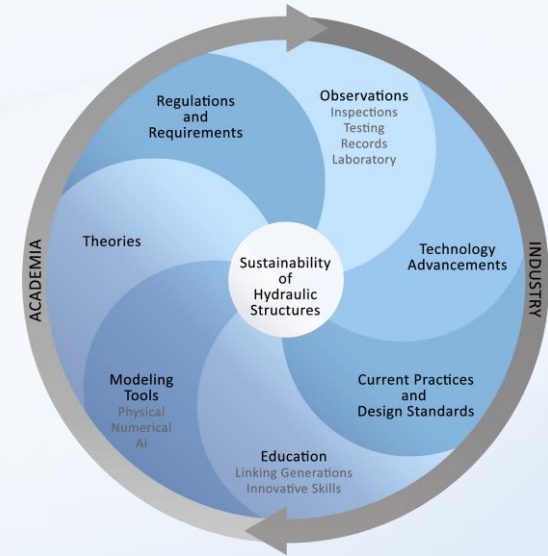 Regulations
and
Requirements
Observations
Inspections
Testing
Records
Laboratory
Theories
Sustainability
of
Hydraulic
Structures
Technology
Advancements
ACADEMIA
INDUSTRY
Modeling
Tools
Physical
Numerical
Ai
Current Practices
and
Design Standards
Education
Linking Generations
Innovative Skills